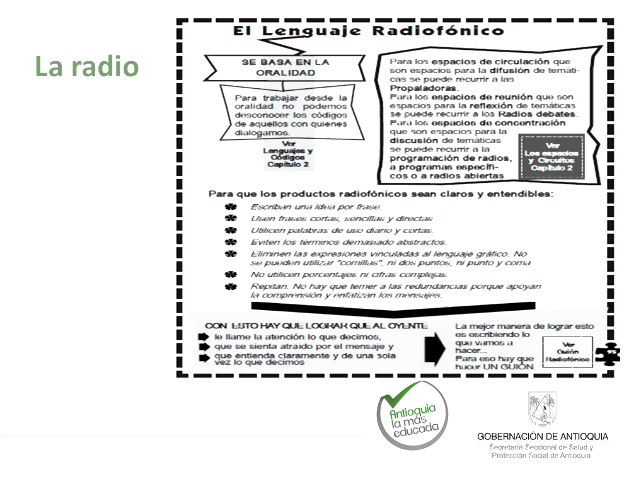 La radio
El Lenguaje Radiofónico
SE BASA EN LA
ORALIDAD
Para trabajar desde la
oralidad no podemos
desconocer los códigos
de aquellos con quienes
dialogamos.
Ver
Lenguajes y
Códigos
Capítulo 2
Para los espacios de circulación que
son espacios para la difusión de temáti-
cas se puede recurrir a las
Propaladoras.
Para los espacios de reunión que son
espacios para la reflexión de temáticas
se puede recurrir a los Radios debates.
Para los espacios de concentración
que son espacios para la
discusión de temáticas
se puede recurrir a la
programación de radios,
a programas específi-
cos o a radios abiertas
Ver
Los espacios
y Circuitos
Capítulo 2
Para que los productos radiofónicos sean claros y entendibles:
Escriban una idea por frase.
Usen frases cortas, sencillas y directas
Utilicen palabras de uso diario y cortas.
Eviten los términos demasiado abstractos.
Eliminen las expresiones vinculadas al lenguaje gráfico. No
se pueden utilizar "comillas", ni dos puntos, ni punto y coma
No utilicen porcentajes ni cifras complejas.
Repitan. No hay que temer a las redundancias porque apoyan
la comprensión y enfatizan los mensajes.
CON ESTO HAY QUE LOGRAR QUE AL OYENTE
le llame la atención lo que decimos,
que se sienta atraido por el mensaje y
que entienda claramente y de una sola
vez lo que decimos
La mejor manera de lograr esto
es escribiendo lo
que vamos a
hacer...
Para eso hay que
hacer UN GUIÓN.
Ver
Guión
Radiofónico
Antioquia
la más
educada
GOBERNACIÓN DE ANTIOQUIA
Secretaría Seccional de Salud y
Protección Social de Antioquia